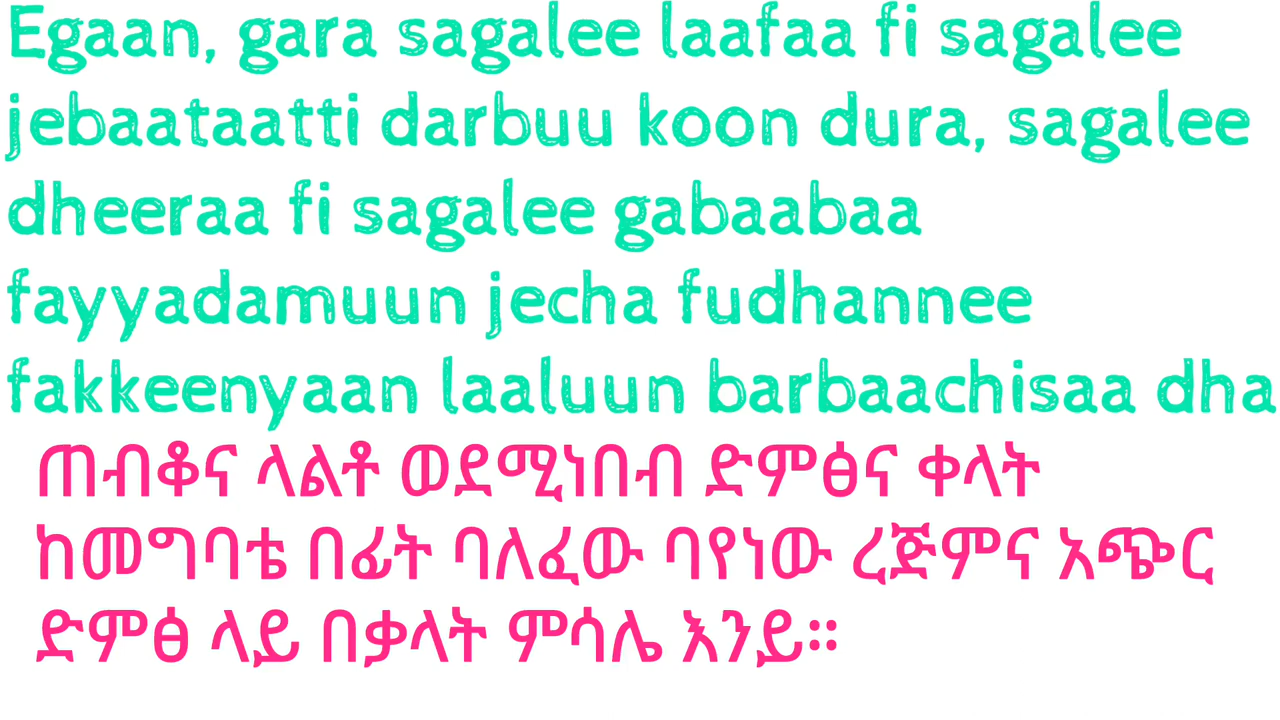 Egaan, gara sagalee laafaa fi sagalee
jebaataatti darbuu koon dura, sagalee
dheeraa fi sagalee gabaabaa
fayyadamuun jecha fudhannee
fakkeenyaan laaluun barbaachisaa dha
ጠብቆና ላልቶ ወደሚነበብ ድምፅና ቀላት
ከመግባቴ በፊት ባለፈው ባየነው ረጅምና አጭር
ድምፅ ላይ በቃላት ምሳሌ እንይ።